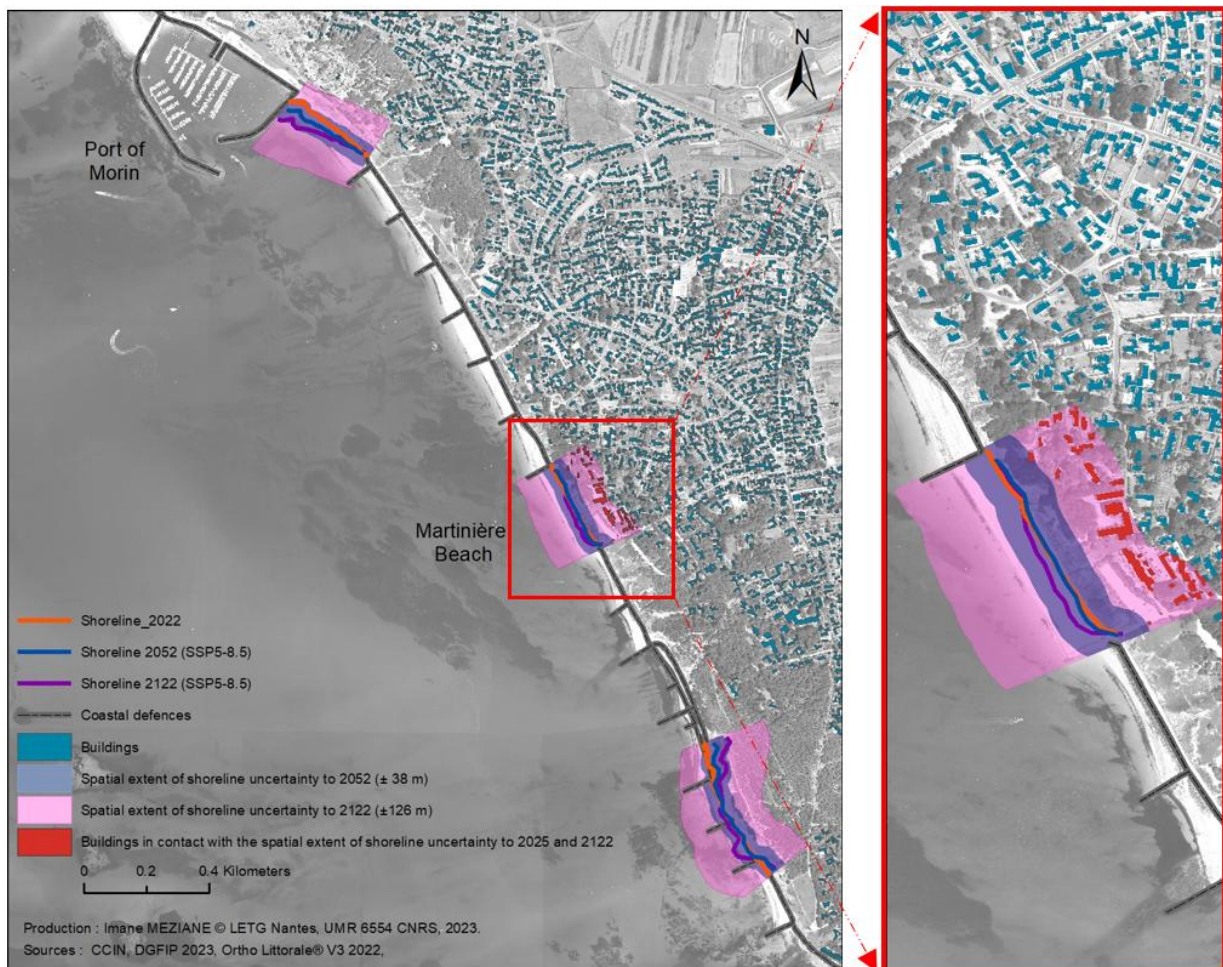 N
Port of
Morin
Martinière
Beach
Shoreline_2022
Shoreline 2052 (SSP5-8.5)
Shoreline 2122 (SSP5-8.5)
Coastal defences
Buildings
Spatial extent of shoreline uncertainty to 2052 (± 38 m)
Spatial extent of shoreline uncertainty to 2122 (±126 m)
Buildings in contact with the spatial extent of shoreline uncertainty to 2025 and 2122
0 0.2 0.4 Kilometers
Production : Imane MEZIANE © LETG Nantes, UMR 6554 CNRS, 2023.
Sources : CCIN, DGFIP 2023, Ortho Littorale® V3 2022,